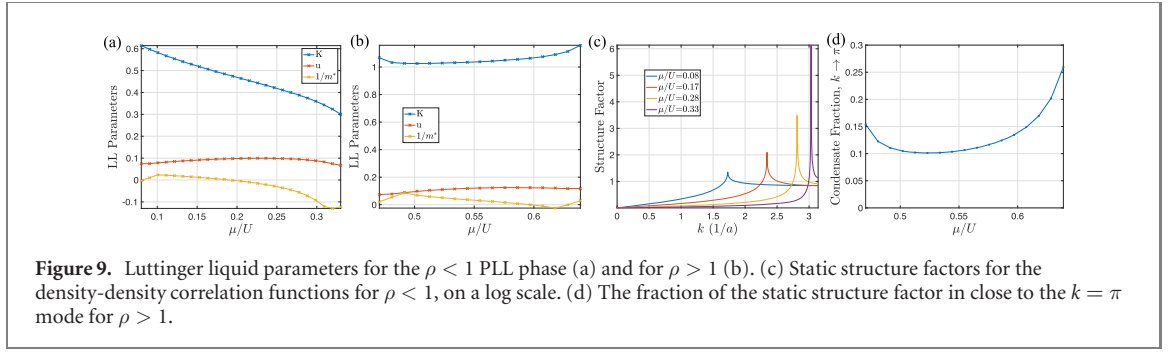 (a)
0.6
0.5
0.4
0.3
0.2
0.1
0
-0.1
LL Parameters
K
u
1/m*
0.1 0.15 0.2 0.25 0.3
μ/U
(b)
1
0.8
0.6
0.4
0.2
0
LL Parameters
K
u
1/m*
0.5 0.55 0.6
μ/U
(c)
6
5
4
3
2
1
Structure Factor
μ/U=0.08
μ/U=0.17
μ/U=0.28
μ/U=0.33
0 0.5 1 1.5 2 2.5 3
k (1/a)
(d)
0.3
0.25
0.2
0.15
0.1
0.05
0
Condensate Fraction, k → π
0.5 0.55 0.6
μ/U
Figure 9. Luttinger liquid parameters for the ρ < 1 PLL phase (a) and for ρ > 1 (b). (c) Static structure factors for the
density-density correlation functions for ρ < 1, on a log scale. (d) The fraction of the static structure factor in close to the k = π
mode for ρ > 1.